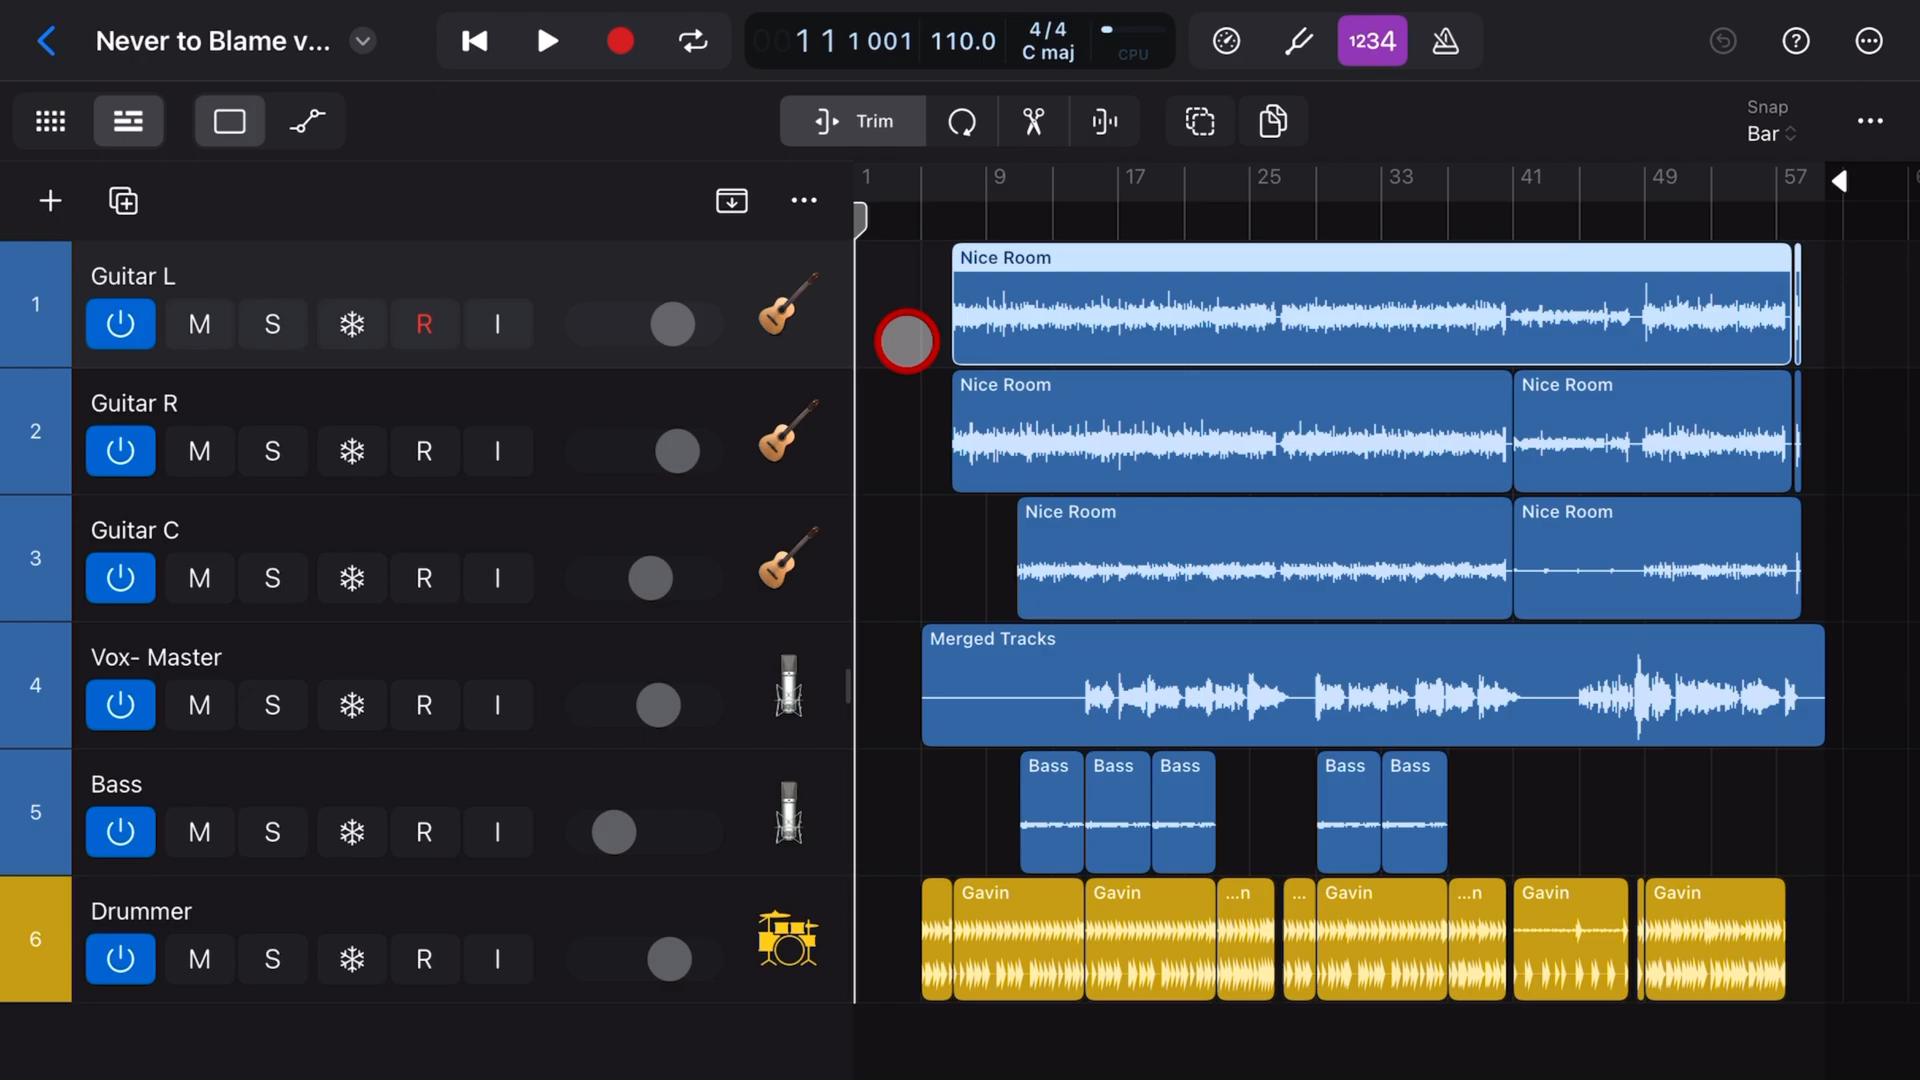 Never to Blame v...
00 1 1 1 001 110.0 4/4 C maj CPU
1234
Trim
Snap
Bar
1 9 17 25 33 41 49 57
1 Guitar L
M S R I
Nice Room
2 Guitar R
M S R I
Nice Room Nice Room
3 Guitar C
M S R I
Nice Room Nice Room
4 Vox- Master
M S R I
Merged Tracks
5 Bass
M S R I
Bass Bass Bass Bass Bass
6 Drummer
M S R I
Gavin Gavin ...n ... Gavin ...n Gavin Gavin